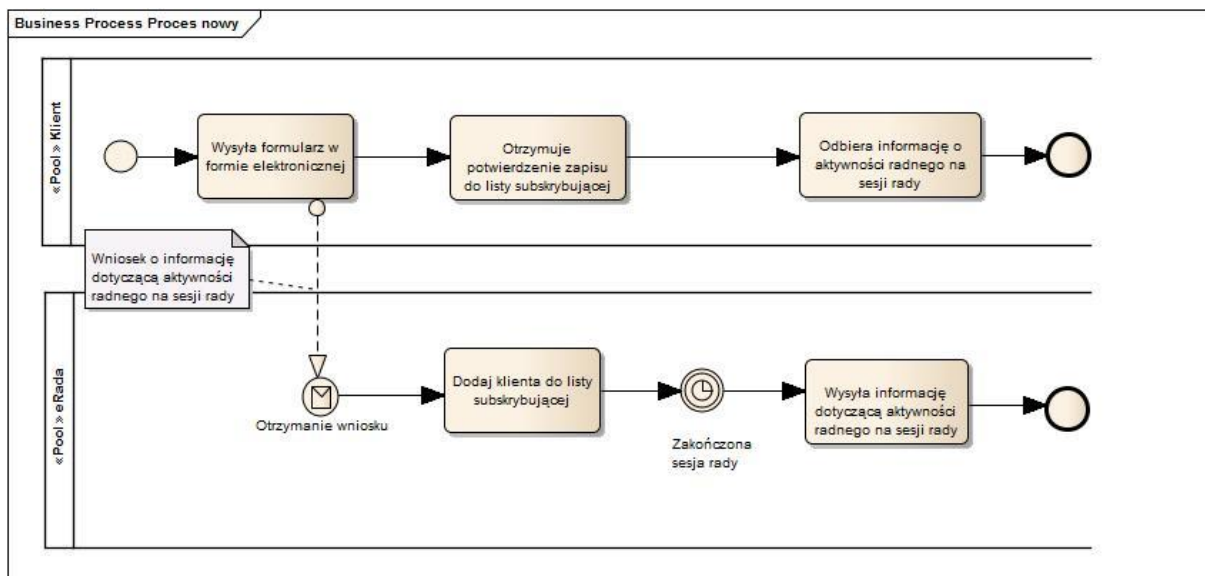 Business Process Proces nowy
«Pool» Klient
Wysyła formularz w
formie elektronicznej
Otrzymuje
potwierdzenie zapisu
do listy subskrybującej
Odbiera informację o
aktywności radnego na
sesji rady
Wniosek o informację
dotyczącą aktywności
radnego na sesji rady
«Pool» eRada
Otrzymanie wniosku
Dodaj klienta do listy
subskrybującej
Zakończona
sesja rady
Wysyła informację
dotyczącą aktywności
radnego na sesji rady